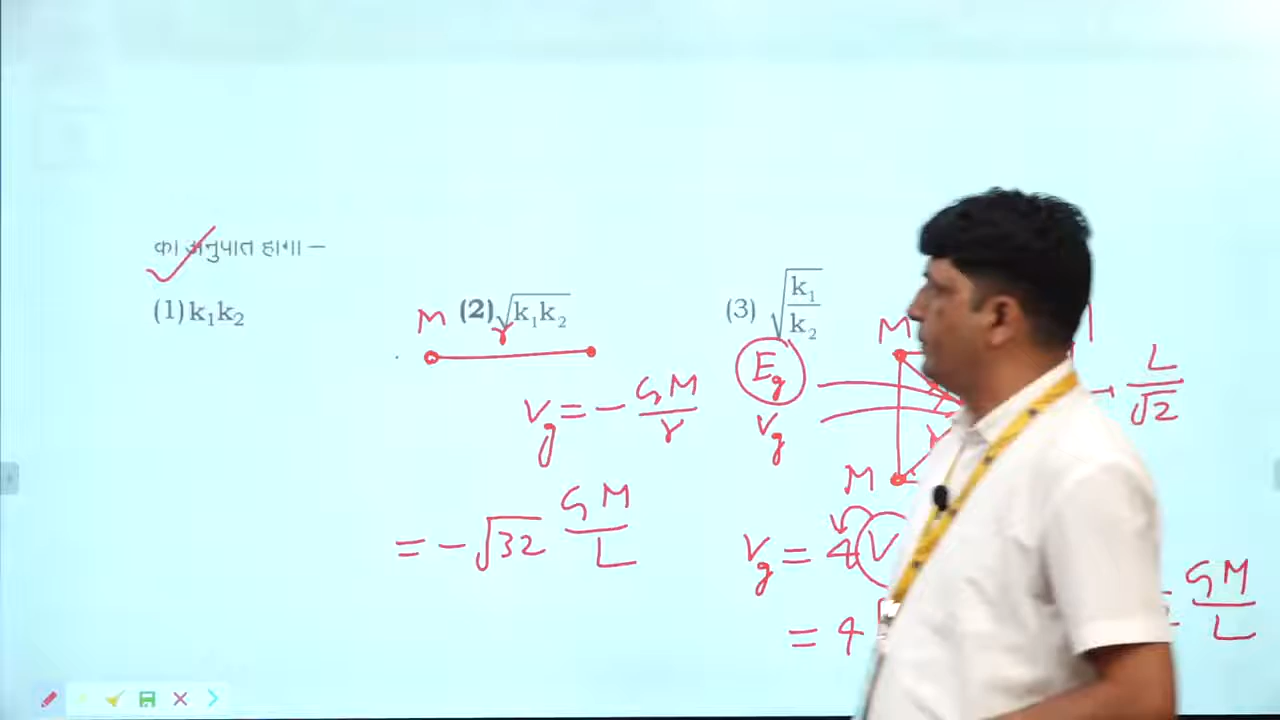 का अनुपात होगा –
(1) k₁k₂ (2) √k₁k₂ (3) √k₁/k₂
M r
M
E_g
V_g = – GM/r
V_g
L/√2
M
= – √32 GM/L
V_g = 4 V
= 4
GM/L